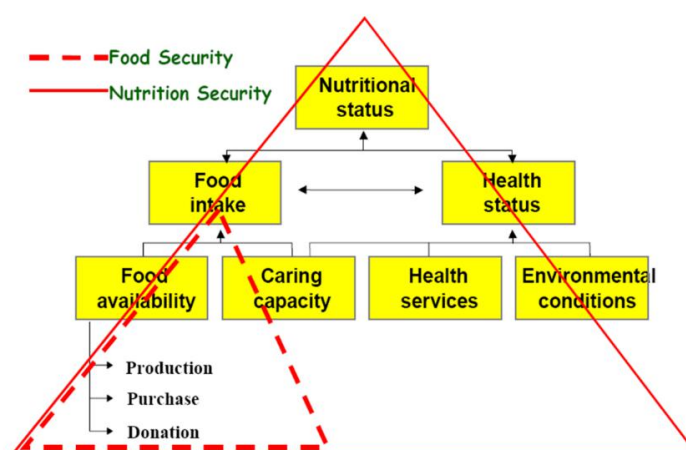 Food Security
Nutrition Security
Nutritional
status
Food
intake
Health
status
Food
availability
Caring
capacity
Health
services
Environmental
conditions
Production
Purchase
Donation